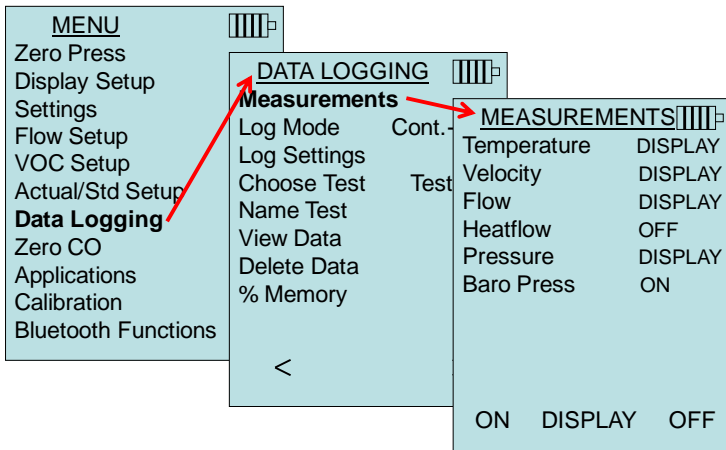 MENU
Zero Press
Display Setup
Settings
Flow Setup
VOC Setup
Actual/Std Setup
Data Logging
Zero CO
Applications
Calibration
Bluetooth Functions
DATA LOGGING
Measurements
Log Mode Cont.-
Log Settings
Choose Test Test
Name Test
View Data
Delete Data
% Memory
<
MEASUREMENTS
Temperature DISPLAY
Velocity DISPLAY
Flow DISPLAY
Heatflow OFF
Pressure DISPLAY
Baro Press ON
ON DISPLAY OFF